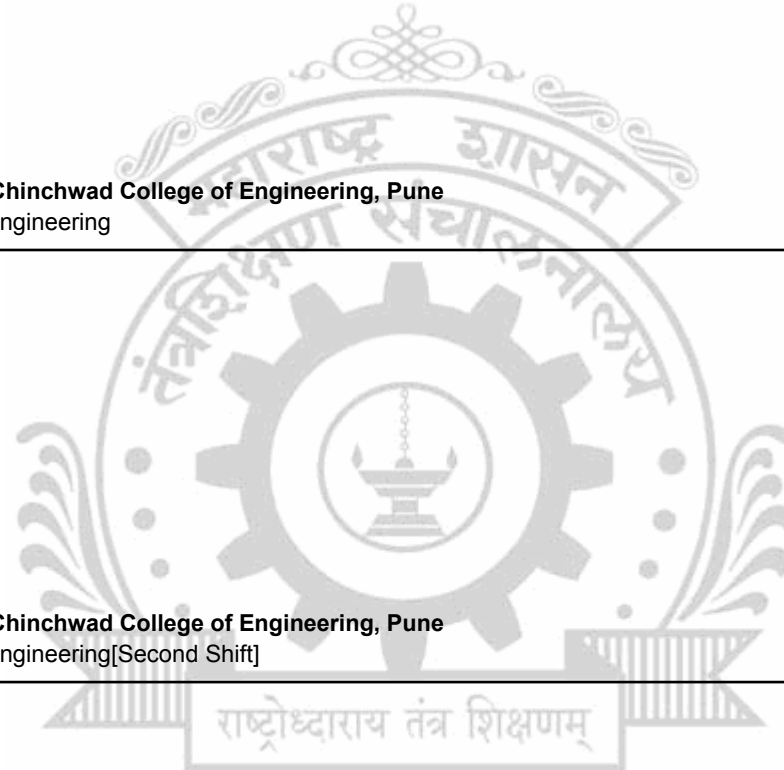 महाराष्ट्र शासन
Chinchwad College of Engineering, Pune
ngineering
तंत्रशिक्षण संचालनालय
Chinchwad College of Engineering, Pune
ngineering[Second Shift]
राष्ट्रोध्दाराय तंत्र शिक्षणम्